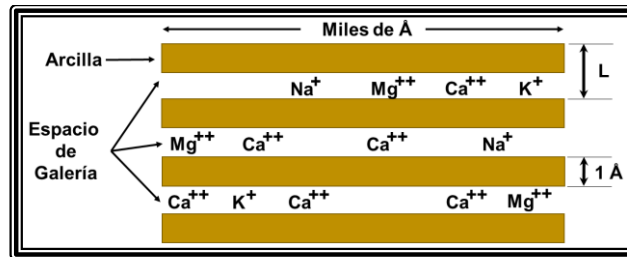 Miles de Å
Arcilla
L
Na⁺ Mg⁺⁺ Ca⁺⁺ K⁺
Espacio
de
Galería
Mg⁺⁺ Ca⁺⁺ Ca⁺⁺ Na⁺
1 Å
Ca⁺⁺ K⁺ Ca⁺⁺ Ca⁺⁺ Mg⁺⁺